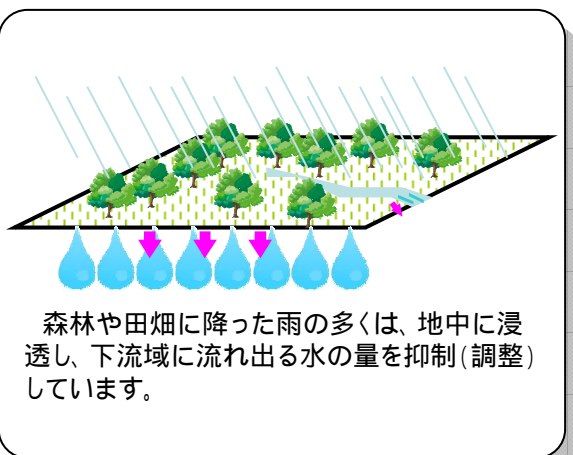 森林や田畑に降った雨の多くは、地中に浸
透し、下流域に流れ出る水の量を抑制(調整)
しています。